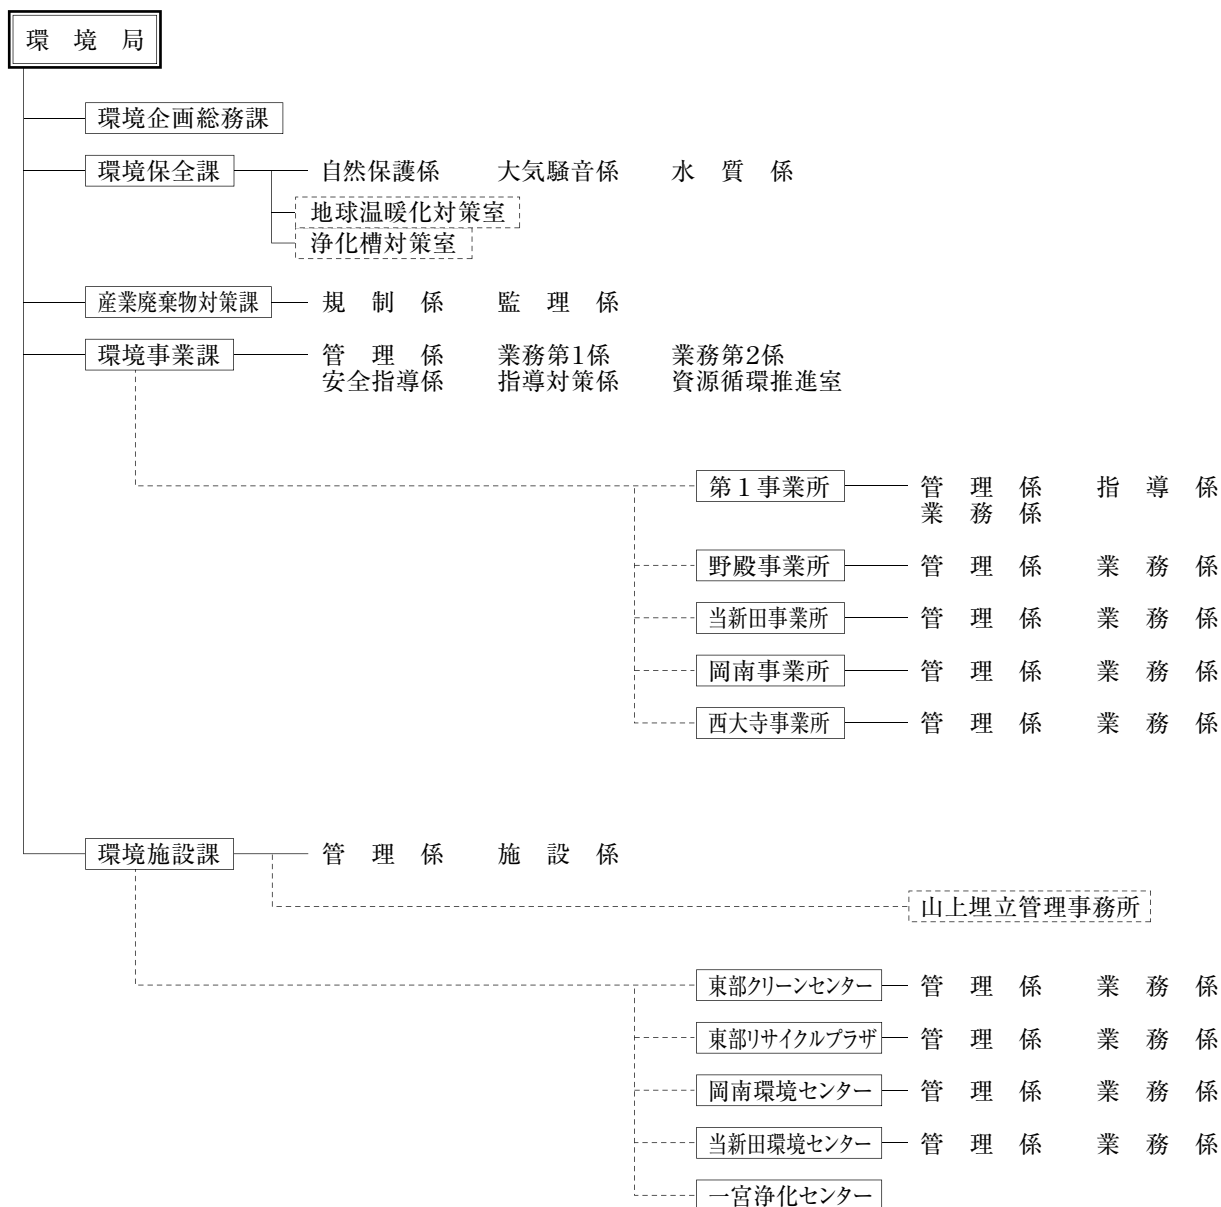 環境局
環境企画総務課
環境保全課 自然保護係 大気騒音係 水質係
地球温暖化対策室
浄化槽対策室
産業廃棄物対策課 規制係 監理係
環境事業課 管理係 業務第1係 業務第2係
安全指導係 指導対策係 資源循環推進室
第1事業所 管理係 指導係
業務係
野殿事業所 管理係 業務係
当新田事業所 管理係 業務係
岡南事業所 管理係 業務係
西大寺事業所 管理係 業務係
環境施設課 管理係 施設係
山上埋立管理事務所
東部クリーンセンター 管理係 業務係
東部リサイクルプラザ 管理係 業務係
岡南環境センター 管理係 業務係
当新田環境センター 管理係 業務係
一宮浄化センター